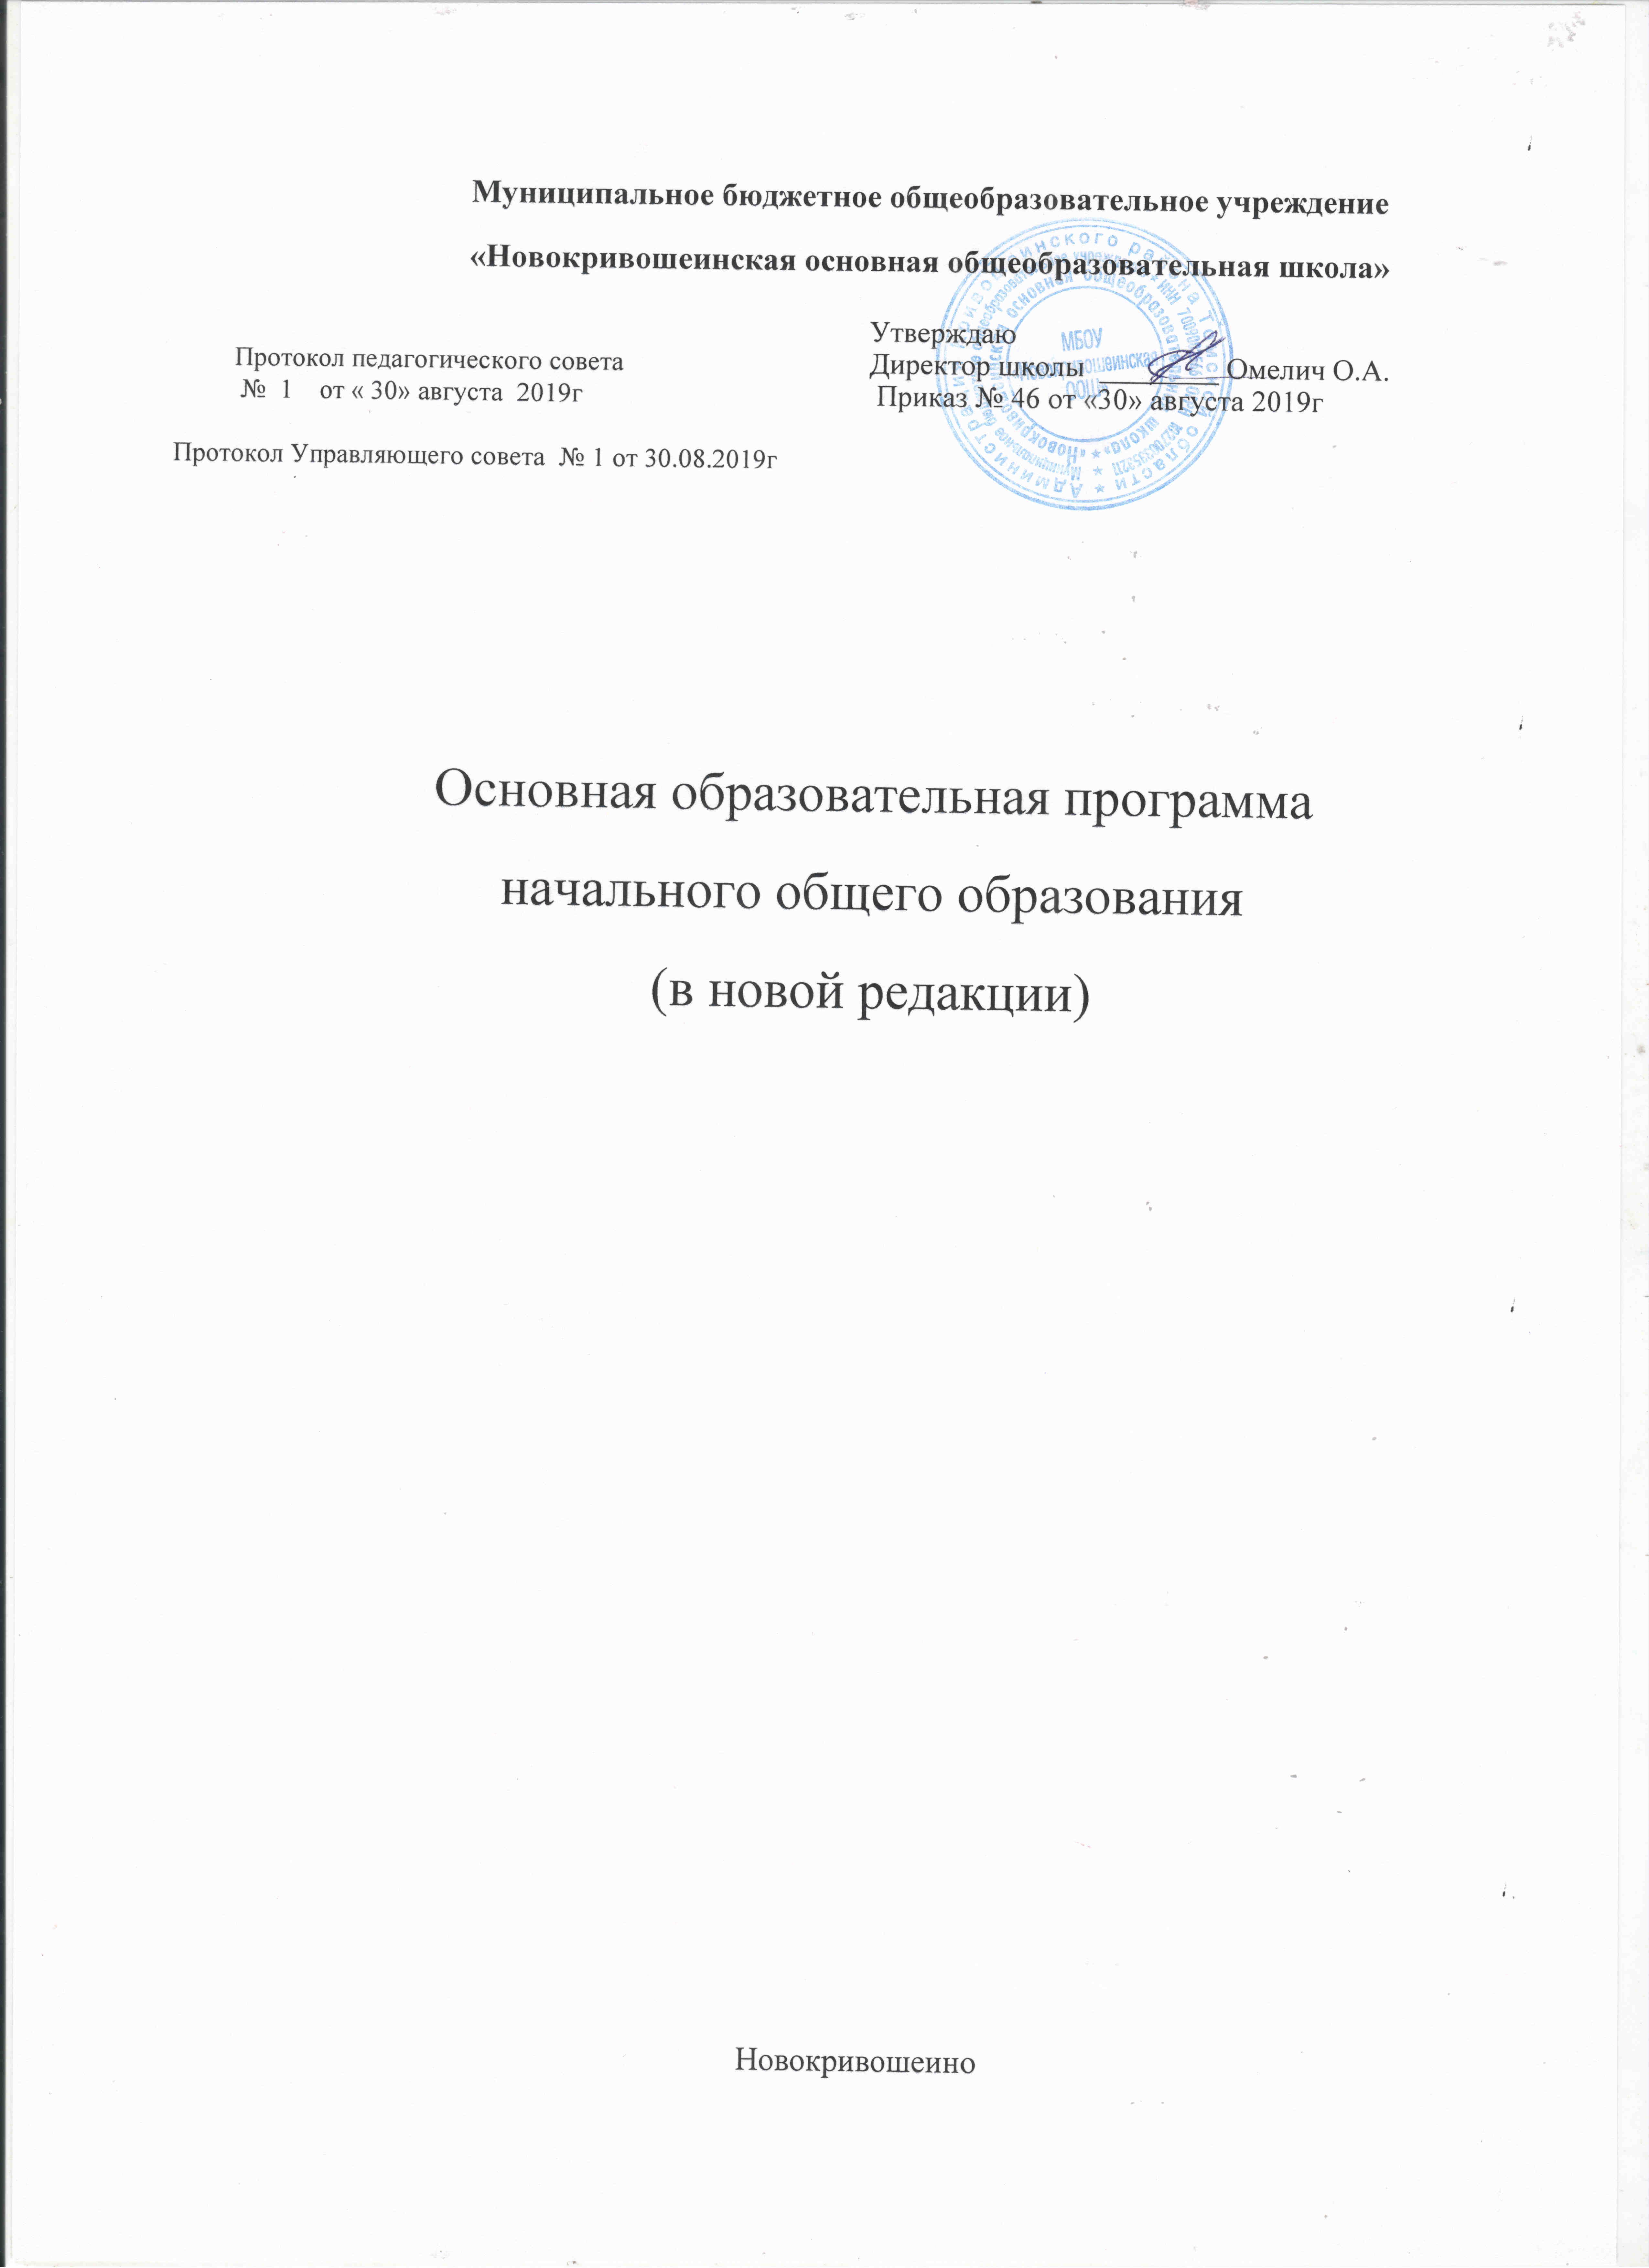 Муниципальное бюджетное общеобразовательное учреждение
«Новокривошеинская основная общеобразовательная школа»
Утверждаю
Протокол педагогического совета
Директор школы ________ Омелич О.А.
№ 1 от « 30» августа 2019г
Приказ № 46 от «30» августа 2019г
Протокол Управляющего совета № 1 от 30.08.2019г
МБОУ
ООШ»
Основная образовательная программа
начального общего образования
(в новой редакции)
Новокривошеино